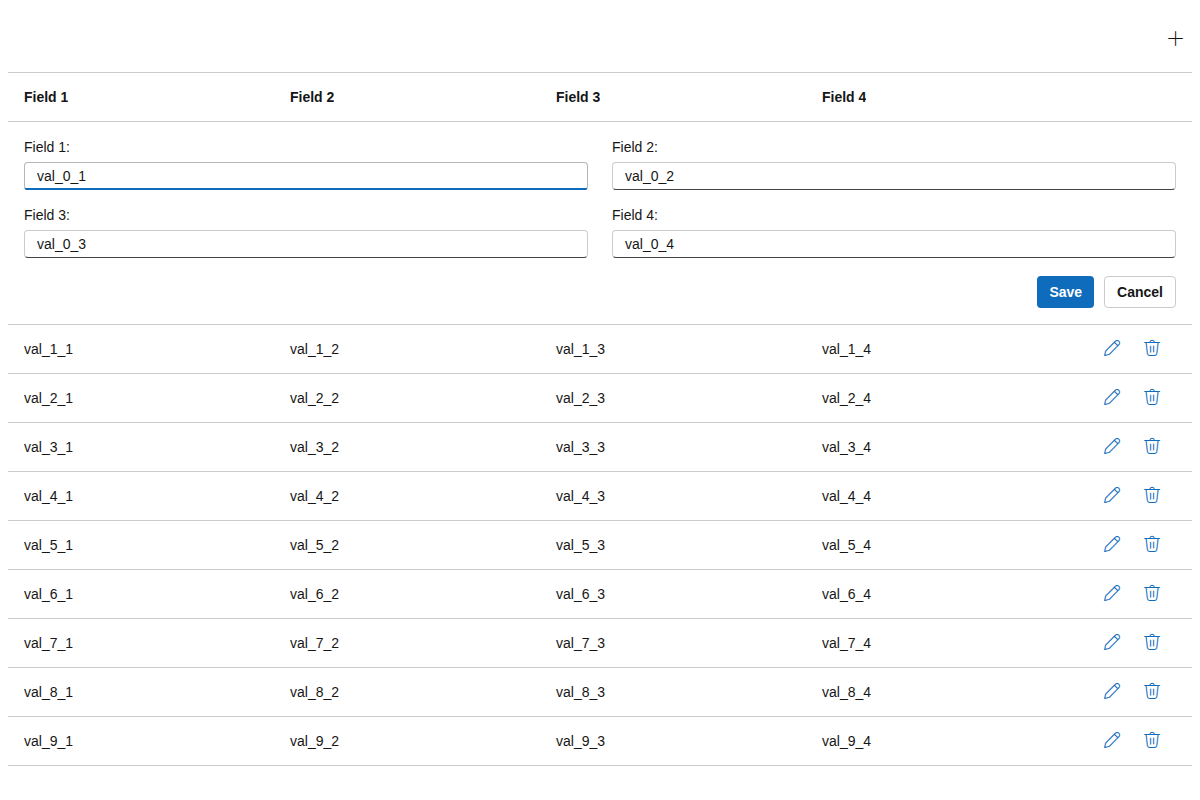 Field 1 Field 2 Field 3 Field 4
Field 1: Field 2:
val_0_1 val_0_2
Field 3: Field 4:
val_0_3 val_0_4
Save Cancel
val_1_1 val_1_2 val_1_3 val_1_4
val_2_1 val_2_2 val_2_3 val_2_4
val_3_1 val_3_2 val_3_3 val_3_4
val_4_1 val_4_2 val_4_3 val_4_4
val_5_1 val_5_2 val_5_3 val_5_4
val_6_1 val_6_2 val_6_3 val_6_4
val_7_1 val_7_2 val_7_3 val_7_4
val_8_1 val_8_2 val_8_3 val_8_4
val_9_1 val_9_2 val_9_3 val_9_4